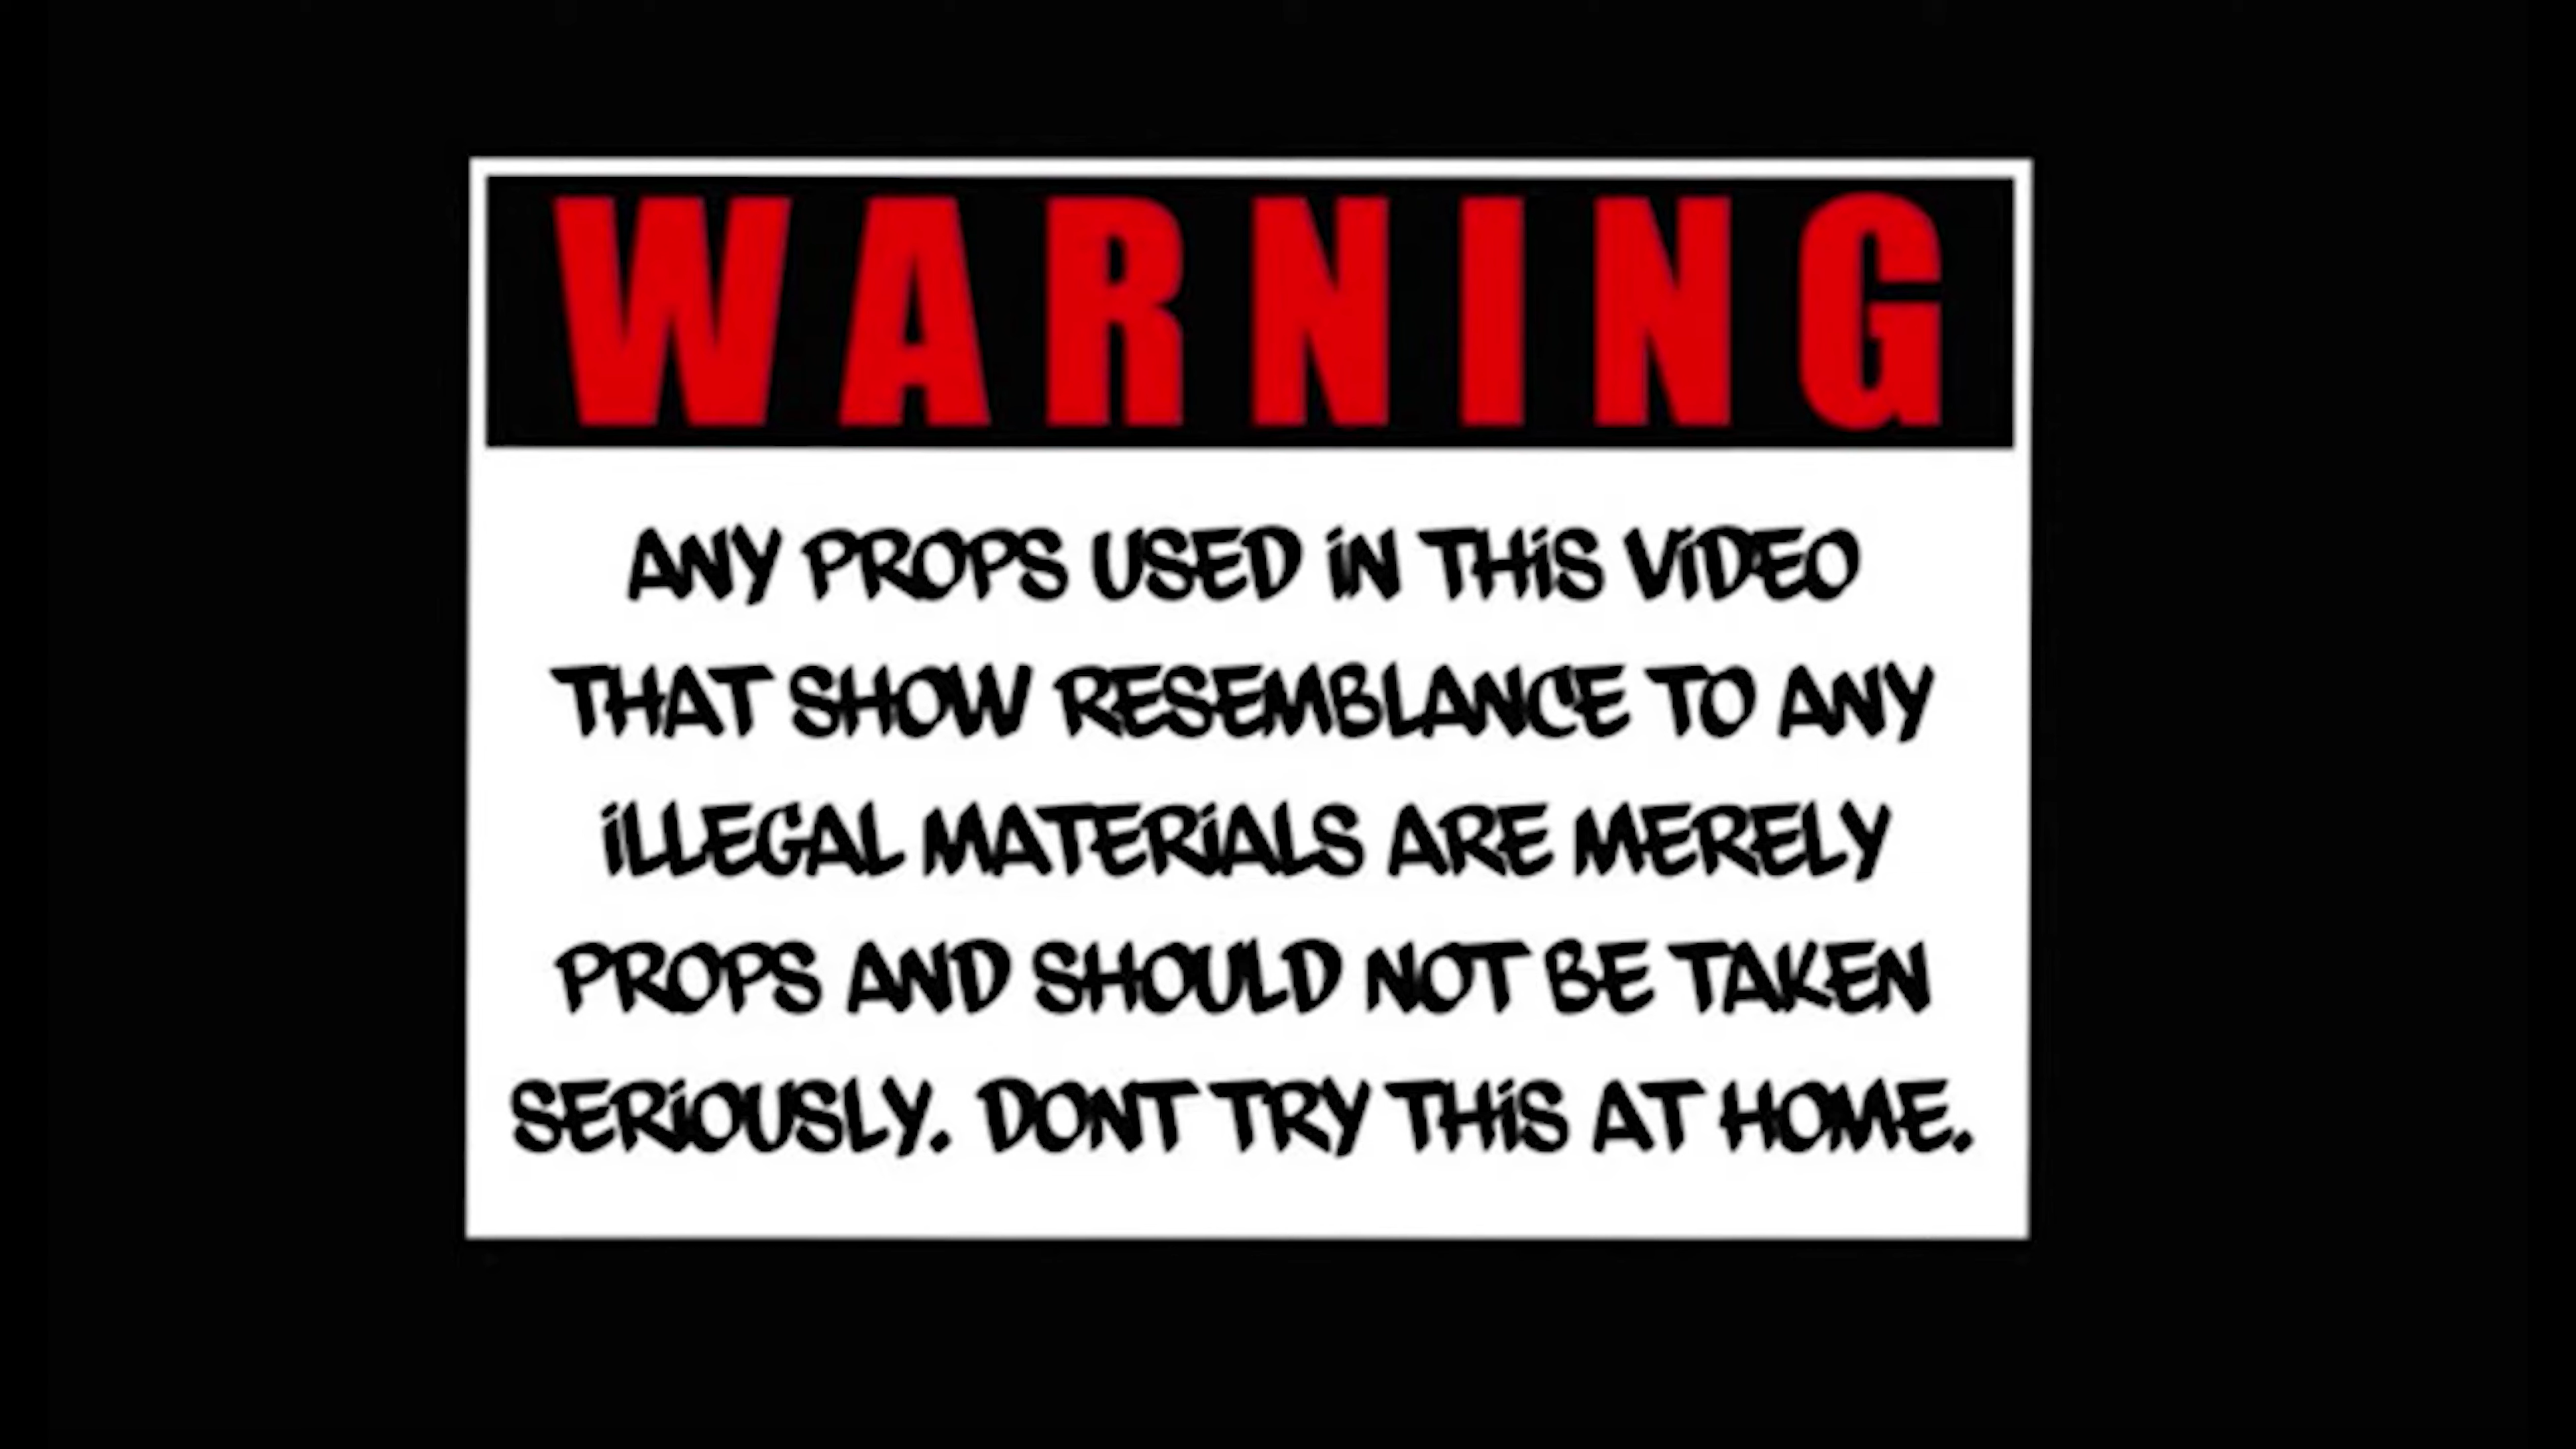 WARNING
ANY PROPS USED iN THiS ViDEO
THAT SHOW RESEMBLANCE TO ANY
iLLEGAL MATERiALS ARE MERELY
PROPS AND SHOULD NOT BE TAKEN
SERiOUSLY. DONT TRY THiS AT HOME.